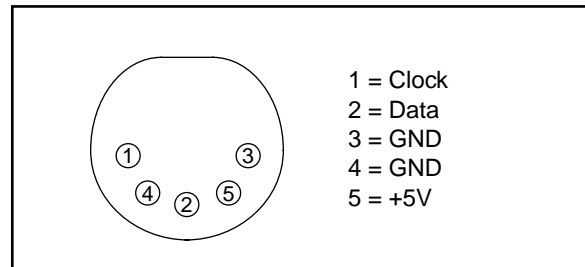 1 = Clock
2 = Data
3 = GND
4 = GND
5 = +5V
1
3
4
5
2